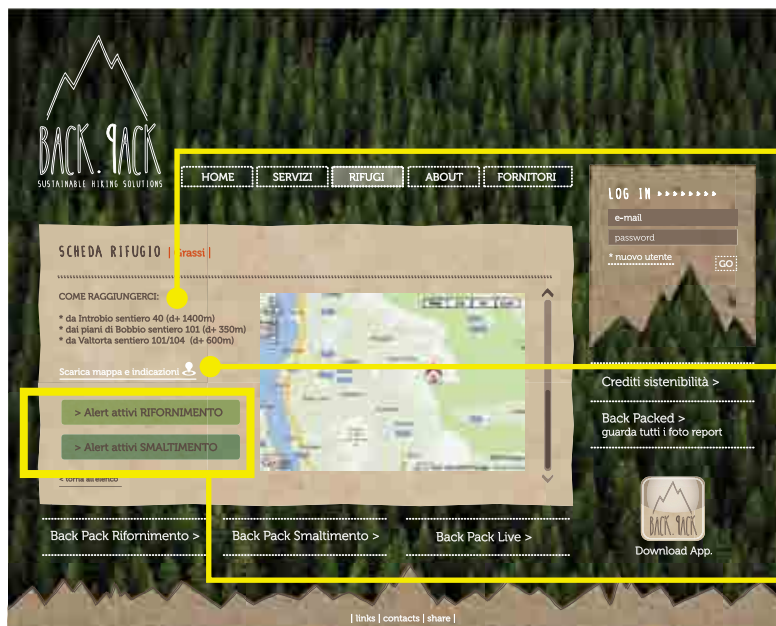 BACK.PACK
SUSTAINABLE HIKING SOLUTIONS
HOME
SERVIZI
RIFUGI
ABOUT
FORNITORI
LOG IN
e-mail
password
* nuovo utente
GO
SCHEDA RIFUGIO | Grassi |
COME RAGGIUNGERCI:
* da Introbio sentiero 40 (d+ 1400m)
* dai piani di Bobbio sentiero 101 (d+ 350m)
* da Valtorta sentiero 101/104 (d+ 600m)
Scarica mappa e indicazioni
> Alert attivi RIFORNIMENTO
> Alert attivi SMALTIMENTO
< torna all'elenco
Crediti sistenibilità >
Back Packed >
guarda tutti i foto report
BACK.PACK
Download App.
Back Pack Rifornimento >
Back Pack Smaltimento >
Back Pack Live >
| links | contacts | share |